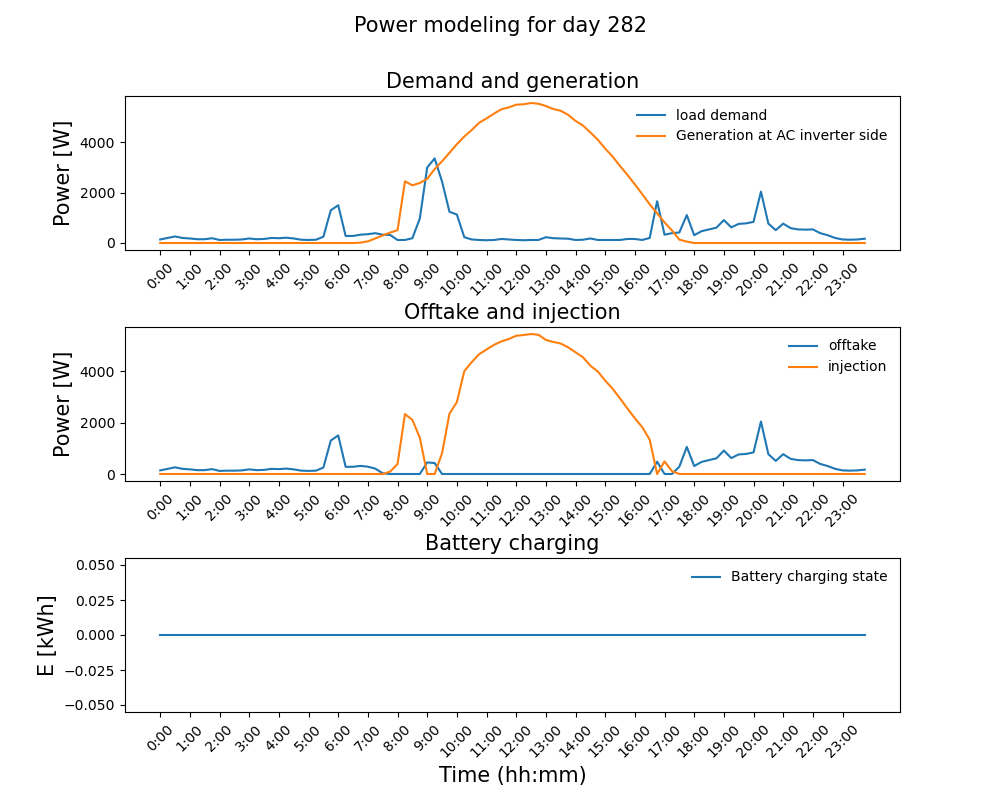 Power modeling for day 282
Demand and generation
Power [W]
4000
2000
0
load demand
Generation at AC inverter side
0:00 1:00 2:00 3:00 4:00 5:00 6:00 7:00 8:00 9:00 10:00 11:00 12:00 13:00 14:00 15:00 16:00 17:00 18:00 19:00 20:00 21:00 22:00 23:00
Offtake and injection
Power [W]
4000
2000
0
offtake
injection
0:00 1:00 2:00 3:00 4:00 5:00 6:00 7:00 8:00 9:00 10:00 11:00 12:00 13:00 14:00 15:00 16:00 17:00 18:00 19:00 20:00 21:00 22:00 23:00
Battery charging
E [kWh]
0.050
0.025
0.000
−0.025
−0.050
Battery charging state
0:00 1:00 2:00 3:00 4:00 5:00 6:00 7:00 8:00 9:00 10:00 11:00 12:00 13:00 14:00 15:00 16:00 17:00 18:00 19:00 20:00 21:00 22:00 23:00
Time (hh:mm)